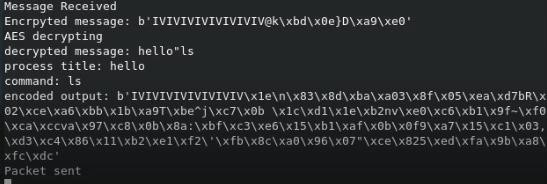 Message Received
Enrcpyted message: b'IVIVIVIVIVIVIVIV@k\xbd\x0e}D\xa9\xe0'
AES decrypting
decrypted message: hello"ls
process title: hello
command: ls
encoded output: b'IVIVIVIVIVIVIVIV\x1e\n\x83\x8d\xba\xa03\x8f\x05\xea\xd7bR\x
02\xce\xa6\xbb\x1b\xa9T\xbe^j\xc7\x0b \x1c\xd1\x1e\xb2nv\xe0\xc6\xb1\x9f~\xf0
\xca\xccva\x97\xc8\x0b\x8a:\xbf\xc3\xe6\x15\xb1\xaf\x0b\x0f9\xa7\x15\xc1\x03,
\xd3\xc4\x86\x11\xb2\xe1\xf2\'\xfb\x8c\xa0\x96\x07"\xce\x825\xed\xfa\x9b\xa8\
xfc\xdc'
Packet sent